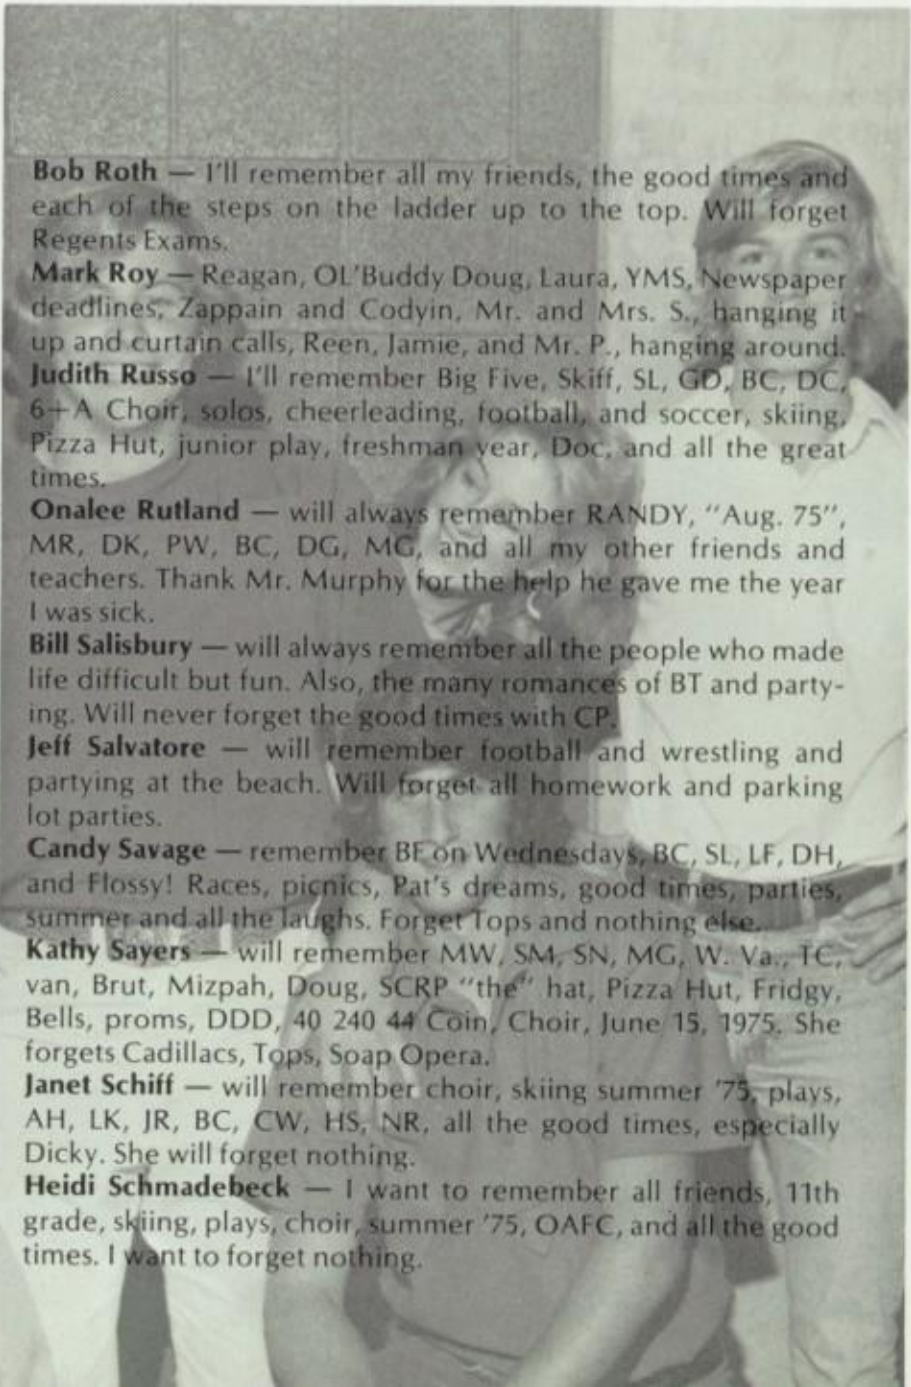 Bob Roth — I'll remember all my friends, the good times and
each of the steps on the ladder up to the top. Will forget
Regents Exams.
Mark Roy — Reagan, OL'Buddy Doug, Laura, YMS, Newspaper
deadlines, Zappain and Codyin, Mr. and Mrs. S., hanging it
up and curtain calls, Reen, Jamie, and Mr. P., hanging around.
Judith Russo — I'll remember Big Five, Skiff, SL, GD, BC, DC,
6+A Choir, solos, cheerleading, football, and soccer, skiing,
Pizza Hut, junior play, freshman year, Doc, and all the great
times.
Onalee Rutland — will always remember RANDY, "Aug. 75",
MR, DK, PW, BC, DG, MG, and all my other friends and
teachers. Thank Mr. Murphy for the help he gave me the year
I was sick.
Bill Salisbury — will always remember all the people who made
life difficult but fun. Also, the many romances of BT and party-
ing. Will never forget the good times with CP.
Jeff Salvatore — will remember football and wrestling and
partying at the beach. Will forget all homework and parking
lot parties.
Candy Savage — remember BF on Wednesdays, BC, SL, LF, DH,
and Flossy! Races, picnics, Pat's dreams, good times, parties,
summer and all the laughs. Forget Tops and nothing else.
Kathy Sayers — will remember MW, SM, SN, MG, W. Va., TC,
van, Brut, Mizpah, Doug, SCRP "the" hat, Pizza Hut, Fridgy,
Bells, proms, DDD, 40 240 44 Coin, Choir, June 15, 1975. She
forgets Cadillacs, Tops, Soap Opera.
Janet Schiff — will remember choir, skiing summer '75, plays,
AH, LK, JR, BC, CW, HS, NR, all the good times, especially
Dicky. She will forget nothing.
Heidi Schmadebeck — I want to remember all friends, 11th
grade, skiing, plays, choir, summer '75, OAFC, and all the good
times. I want to forget nothing.